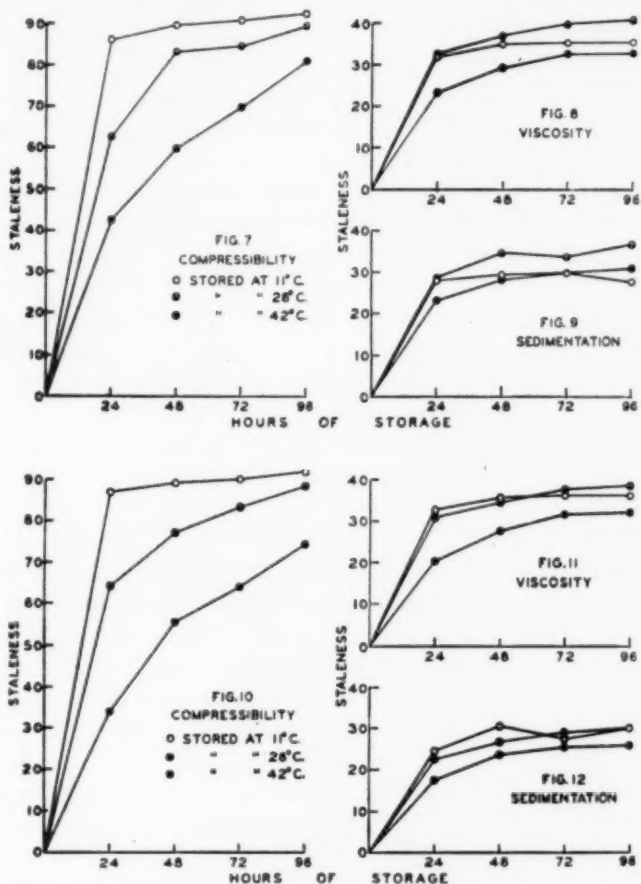 90
80
70
60
50
40
30
20
10
0
STALENESS
24 48 72 96
FIG. 7
COMPRESSIBILITY
STORED AT 11°C.
" " 28°C.
" " 42°C.
40
30
20
10
0
24 48 72 96
FIG. 8
VISCOSITY
STALENESS
40
30
20
10
0
24 48 72 96
FIG. 9
SEDIMENTATION
HOURS OF STORAGE
90
80
70
60
50
40
30
20
10
0
STALENESS
24 48 72 96
FIG. 10
COMPRESSIBILITY
STORED AT 11°C.
" " 28°C.
" " 42°C.
40
30
20
10
0
24 48 72 96
FIG. 11
VISCOSITY
STALENESS
40
30
20
10
0
24 48 72 96
FIG. 12
SEDIMENTATION
HOURS OF STORAGE